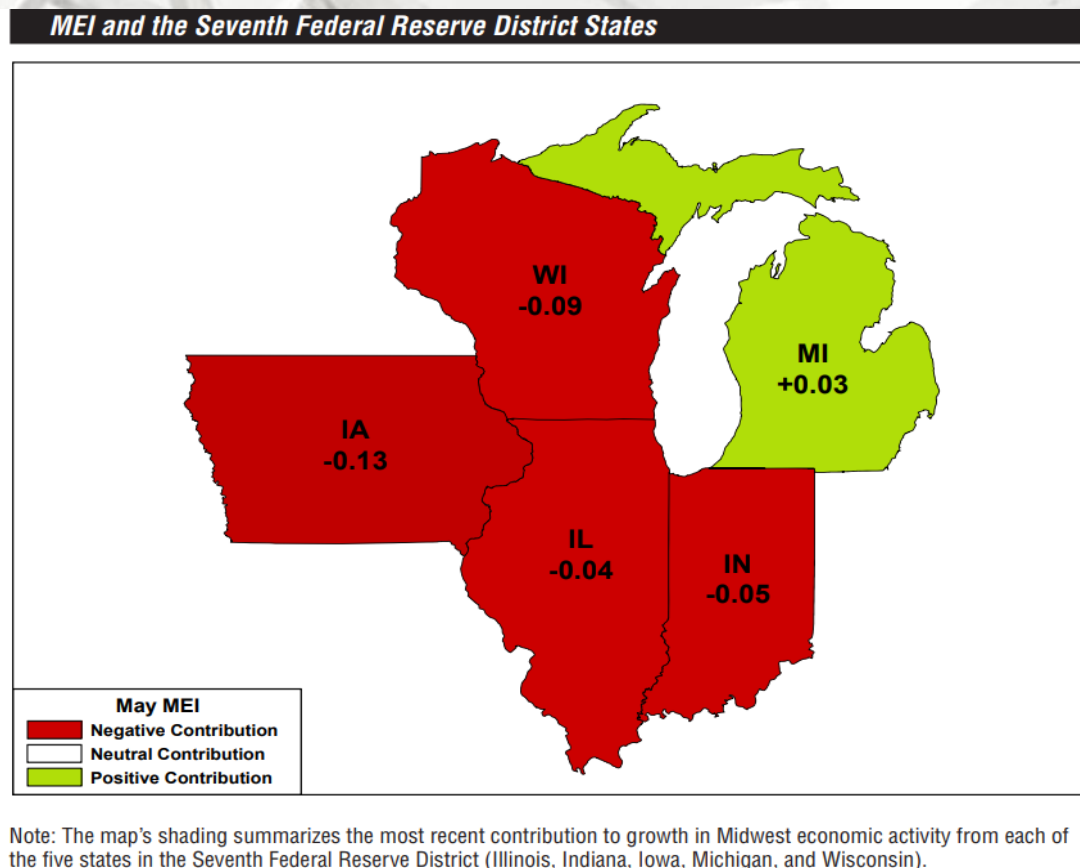 MEI and the Seventh Federal Reserve District States
WI
-0.09
MI
+0.03
IA
-0.13
IL
-0.04
IN
-0.05
May MEI
Negative Contribution
Neutral Contribution
Positive Contribution
Note: The map's shading summarizes the most recent contribution to growth in Midwest economic activity from each of
the five states in the Seventh Federal Reserve District (Illinois, Indiana, Iowa, Michigan, and Wisconsin).